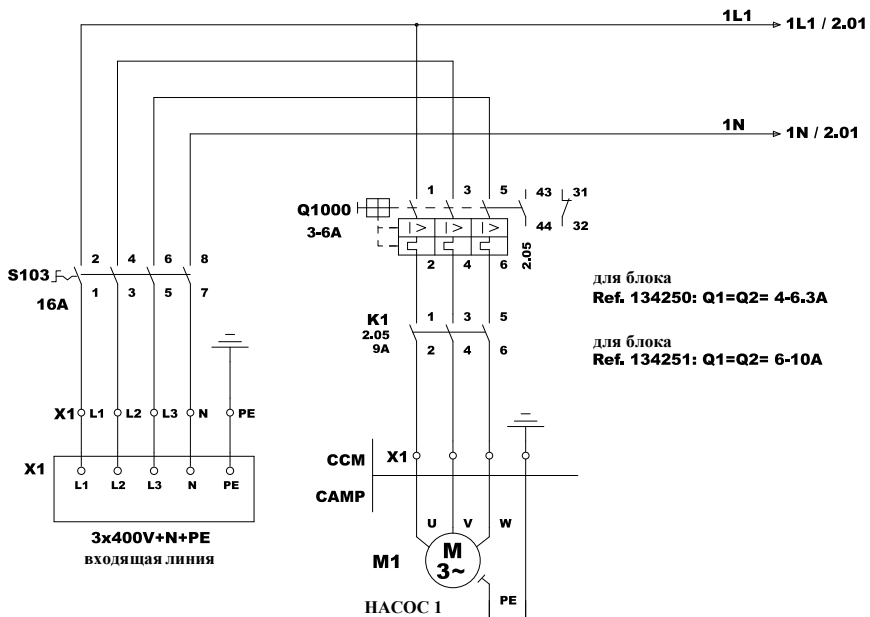 1L1
1L1 / 2.01
1N
1N / 2.01
1 3 5 43 31
Q1000
3-6A
I> I> I>
44 32
2 4 6 2.05
2 4 6 8
S103
16A
1 3 5 7
для блока
Ref. 134250: Q1=Q2= 4-6.3A
для блока
Ref. 134251: Q1=Q2= 6-10A
K1
2.05
9A
1 3 5
2 4 6
X1 L1 L2 L3 N PE
X1
L1 L2 L3 N PE
3x400V+N+PE
входящая линия
CCM X1
CAMP
U V W
M1
M
3~
PE
НАСОС 1